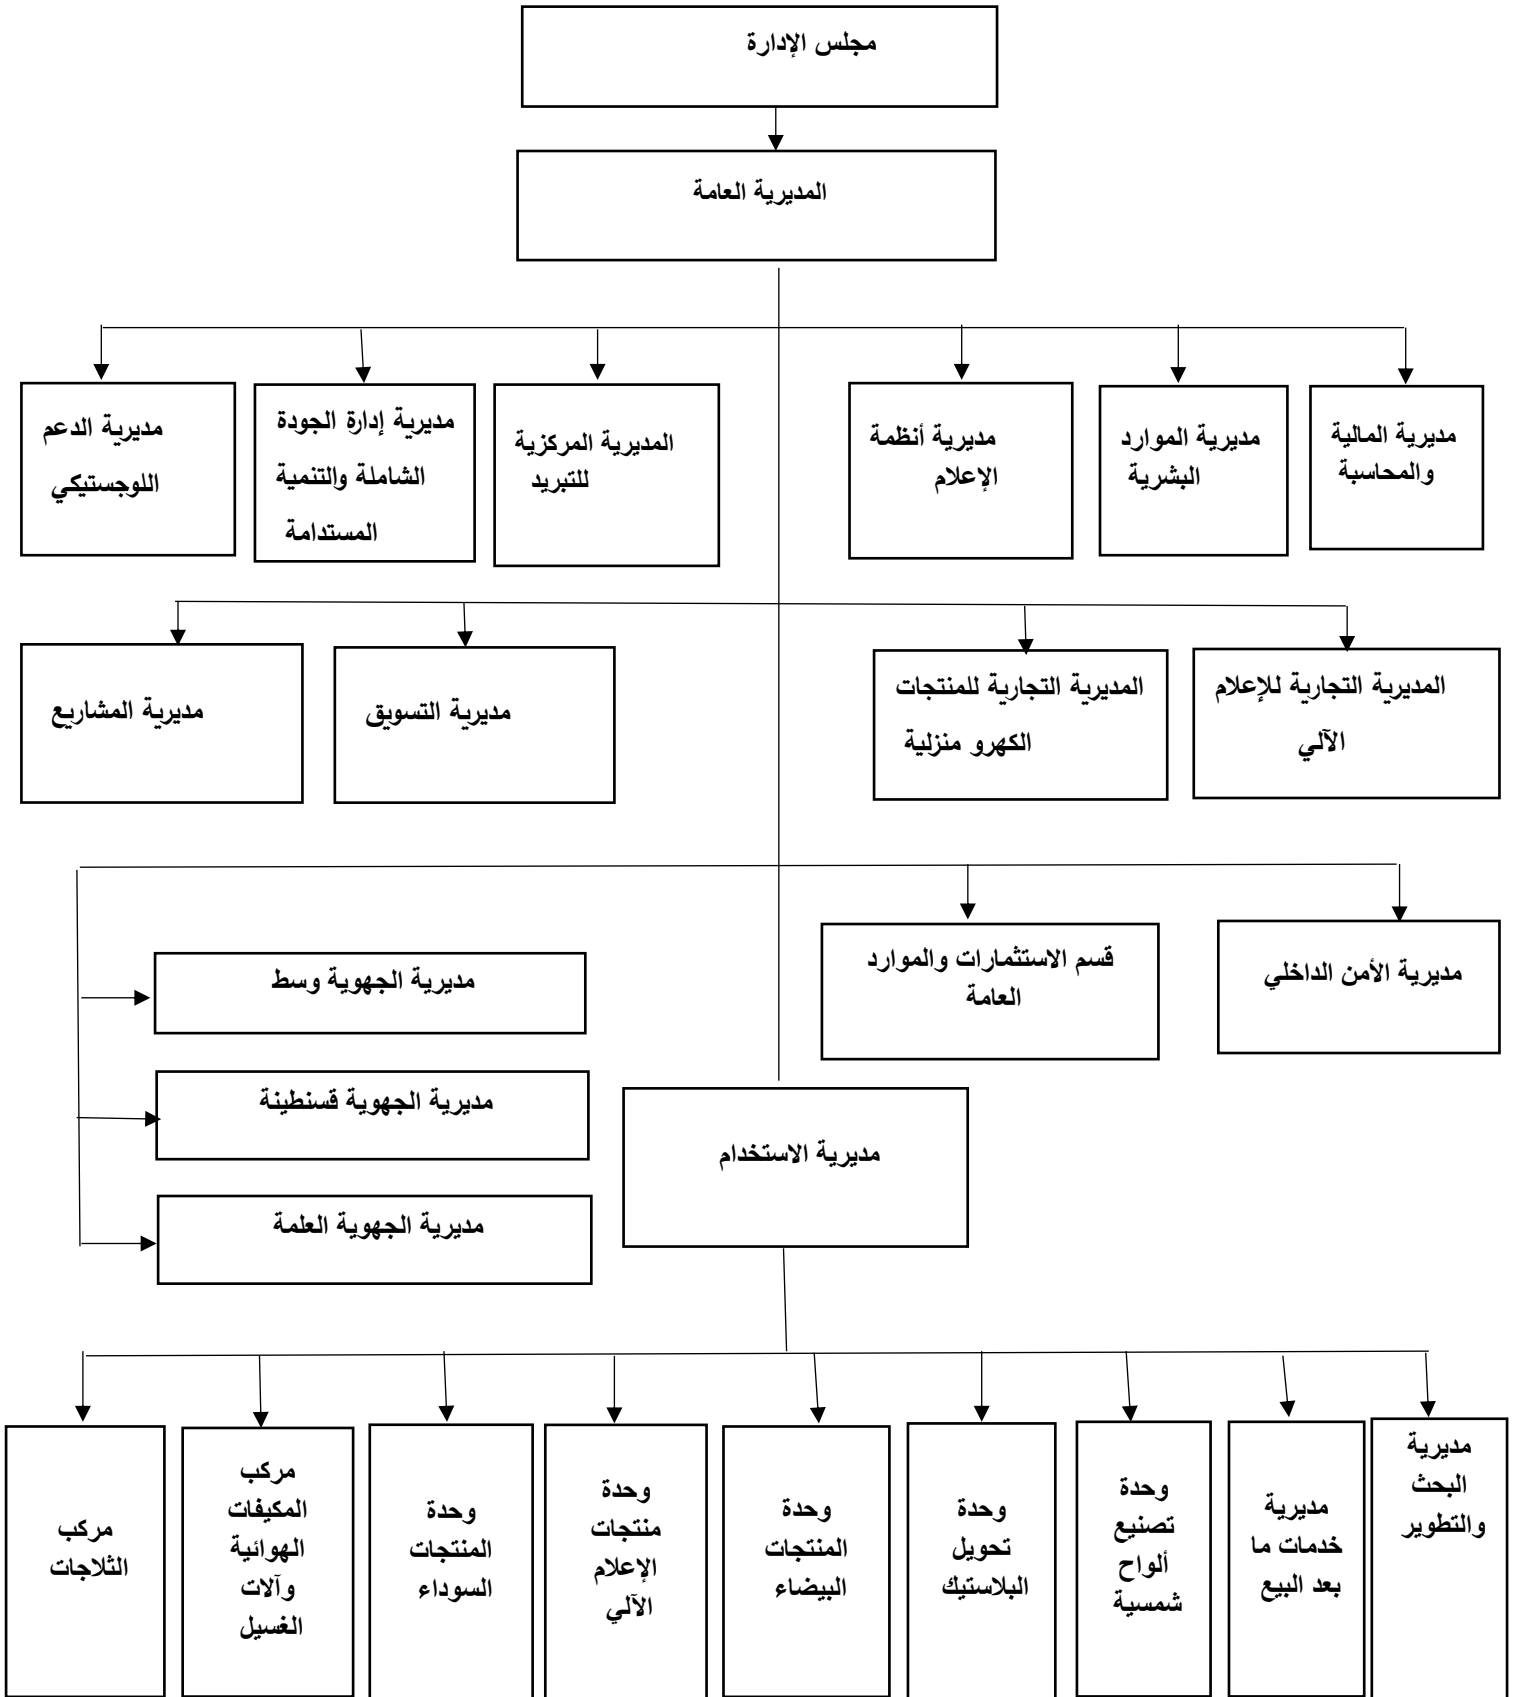 مجلس الإدارة
المديرية العامة
مديرية المالية
والمحاسبة
مديرية الموارد
البشرية
مديرية أنظمة
الإعلام
المديرية المركزية
للتبريد
مديرية إدارة الجودة
الشاملة والتنمية
المستدامة
مديرية الدعم
اللوجستيكي
المديرية التجارية للإعلام
الآلي
المديرية التجارية للمنتجات
الكهرو منزلية
مديرية التسويق
مديرية المشاريع
مديرية الأمن الداخلي
قسم الاستثمارات والموارد
العامة
مديرية الجهوية وسط
مديرية الجهوية قسنطينة
مديرية الجهوية العلمة
مديرية الاستخدام
مديرية
البحث
والتطوير
مديرية
خدمات ما
بعد البيع
وحدة
تصنيع
ألواح
شمسية
وحدة
تحويل
البلاستيك
وحدة
المنتجات
البيضاء
وحدة
منتجات
الإعلام
الآلي
وحدة
المنتجات
السوداء
مركب
المكيفات
الهوائية
وآلات
الغسيل
مركب
الثلاجات